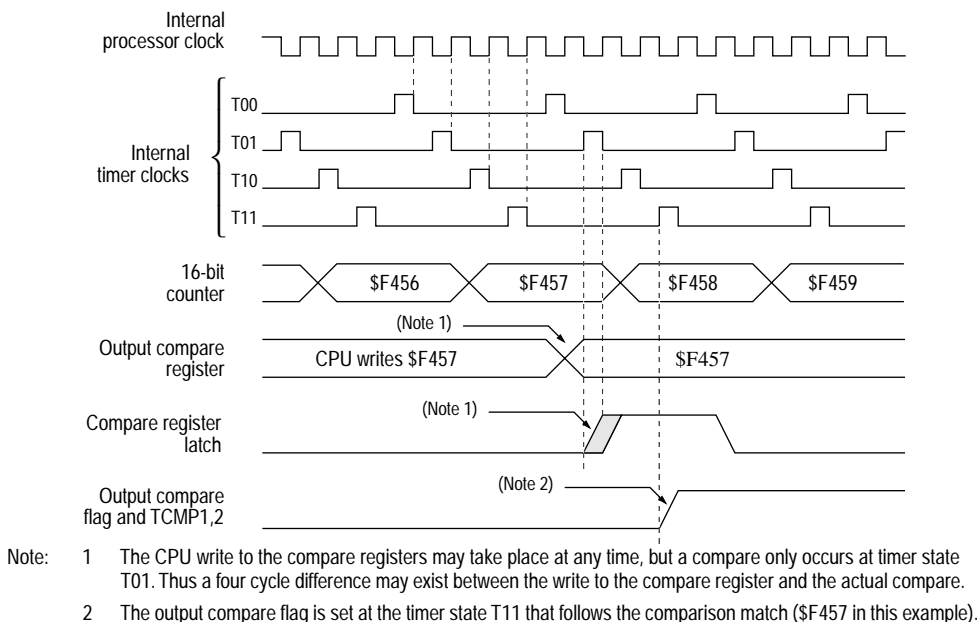 Internal
processor clock
T00
T01
Internal
timer clocks
T10
T11
16-bit
counter
$F456
$F457
$F458
$F459
(Note 1)
Output compare
register
CPU writes $F457
$F457
(Note 1)
Compare register
latch
(Note 2)
Output compare
flag and TCMP1,2
Note: 1 The CPU write to the compare registers may take place at any time, but a compare only occurs at timer state
T01. Thus a four cycle difference may exist between the write to the compare register and the actual compare.
2 The output compare flag is set at the timer state T11 that follows the comparison match ($F457 in this example).